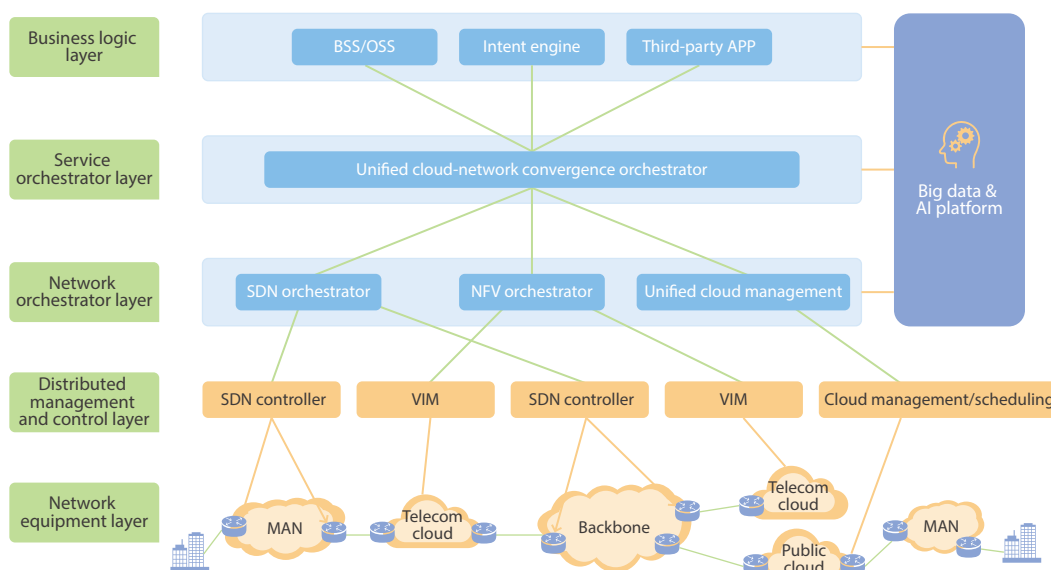 Business logic
layer
BSS/OSS
Intent engine
Third-party APP
Service
orchestrator layer
Unified cloud-network convergence orchestrator
Big data &
AI platform
Network
orchestrator layer
SDN orchestrator
NFV orchestrator
Unified cloud management
Distributed
management
and control layer
SDN controller
VIM
SDN controller
VIM
Cloud management/scheduling
Network
equipment layer
MAN
Telecom
cloud
Backbone
Telecom
cloud
Public
cloud
MAN